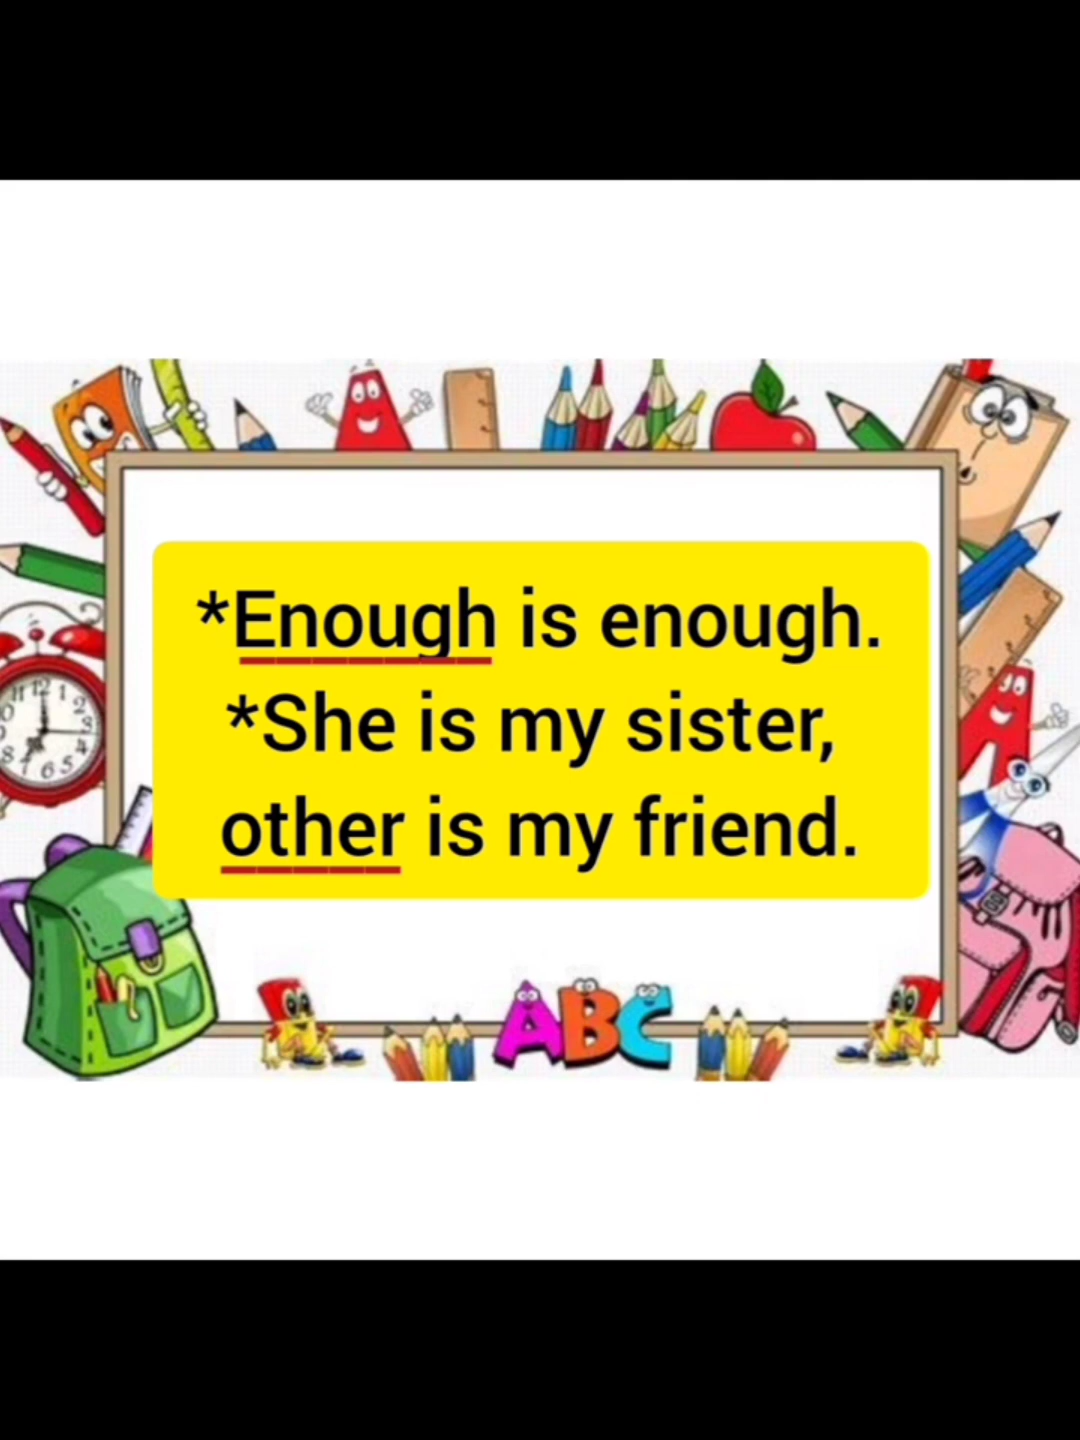 *Enough is enough.
*She is my sister,
other is my friend.
ABC